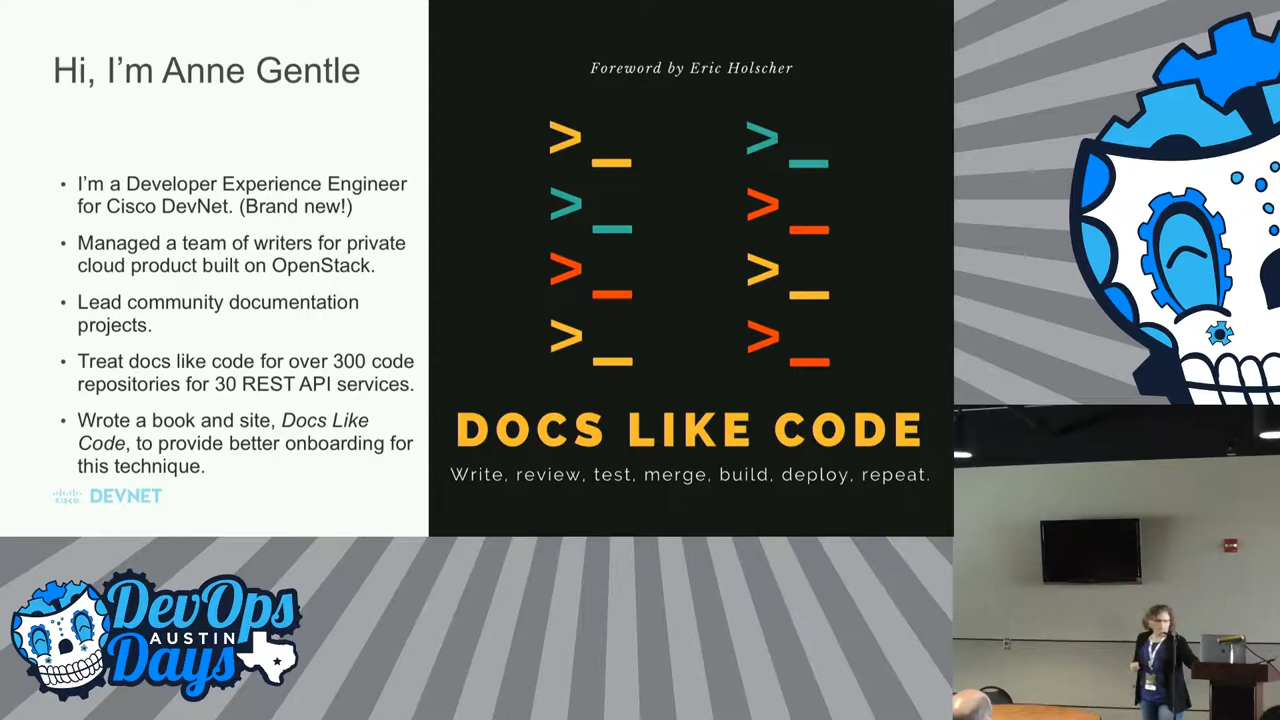 Hi, I'm Anne Gentle
• I'm a Developer Experience Engineer
for Cisco DevNet. (Brand new!)
• Managed a team of writers for private
cloud product built on OpenStack.
• Lead community documentation
projects.
• Treat docs like code for over 300 code
repositories for 30 REST API services.
• Wrote a book and site, Docs Like
Code, to provide better onboarding for
this technique.
CISCO DEVNET
Foreword by Eric Holscher
>_ >_
>_ >_
>_ >_
>_ >_
DOCS LIKE CODE
Write, review, test, merge, build, deploy, repeat.
DevOps
AUSTIN
Days